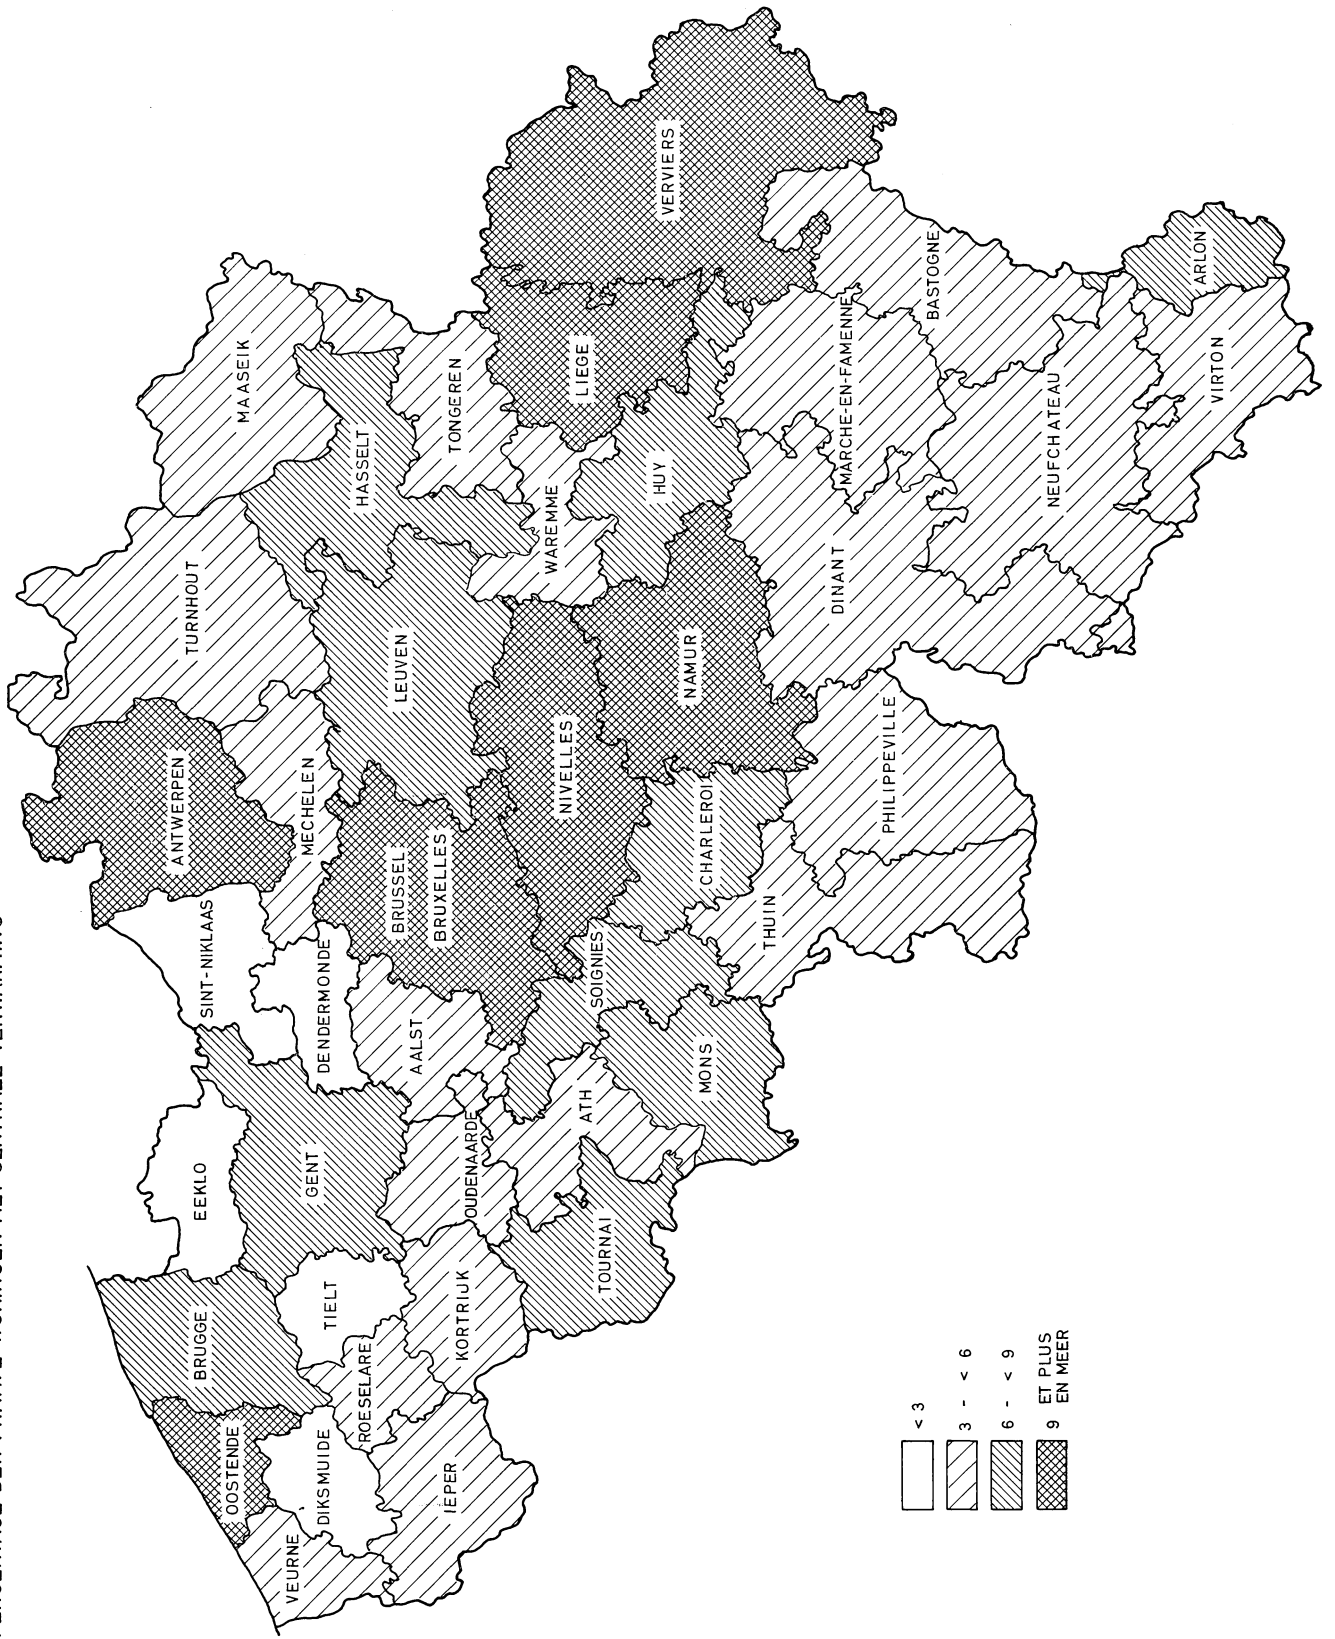 OOSTENDE
VEURNE
DIKSMUIDE
BRUGGE
TIELT
ROESELARE
IEPER
KORTRIJK
EEKLO
GENT
OUDENAARDE
TOURNAI
SINT-NIKLAAS
DENDERMONDE
AALST
ATH
MONS
SOIGNIES
ANTWERPEN
MECHELEN
BRUSSEL
BRUXELLES
NIVELLES
CHARLEROI
THUIN
TURNHOUT
LEUVEN
NAMUR
PHILIPPEVILLE
DINANT
MAASEIK
HASSELT
TONGEREN
WAREMME
LIEGE
HUY
VERVIERS
MARCHE-EN-FAMENNE
BASTOGNE
NEUFCHATEAU
ARLON
VIRTON
< 3
3 - < 6
6 - < 9
9 ET PLUS
EN MEER